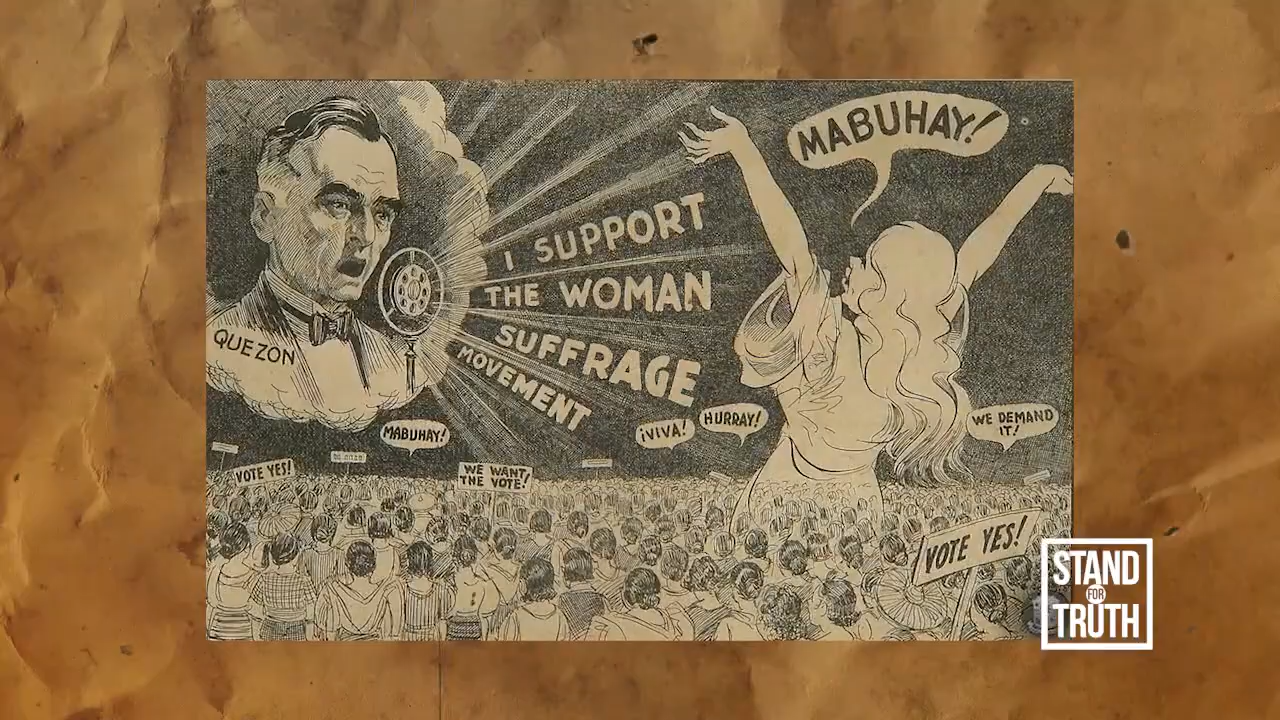 MABUHAY!
I SUPPORT
THE WOMAN
SUFFRAGE
MOVEMENT
QUEZON
MABUHAY!
¡VIVA!
HURRAY!
WE DEMAND
IT!
VOTE YES!
WE WANT
THE VOTE!
VOTE YES!
STAND
FOR
TRUTH